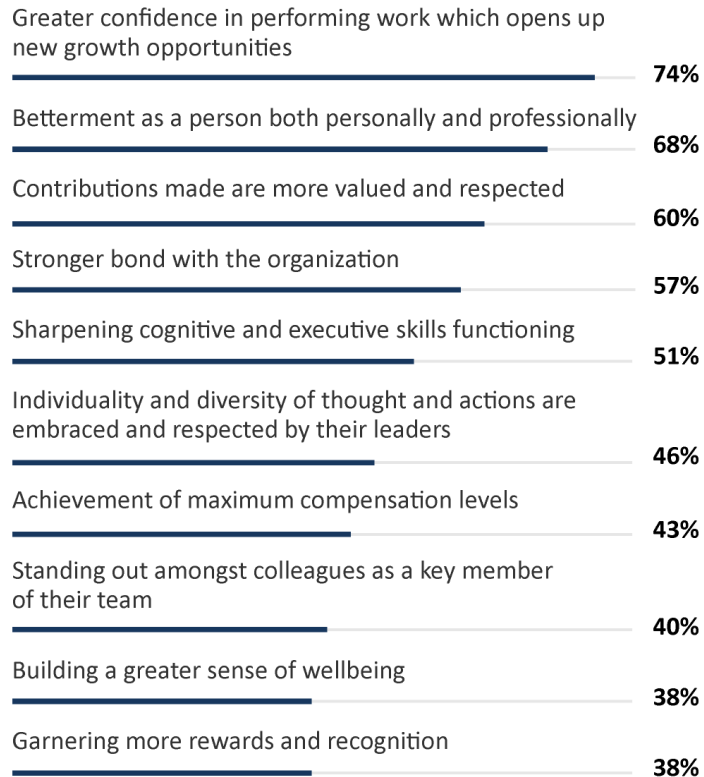 Greater confidence in performing work which opens up
new growth opportunities
74%
Betterment as a person both personally and professionally
68%
Contributions made are more valued and respected
60%
Stronger bond with the organization
57%
Sharpening cognitive and executive skills functioning
51%
Individuality and diversity of thought and actions are
embraced and respected by their leaders
46%
Achievement of maximum compensation levels
43%
Standing out amongst colleagues as a key member
of their team
40%
Building a greater sense of wellbeing
38%
Garnering more rewards and recognition
38%